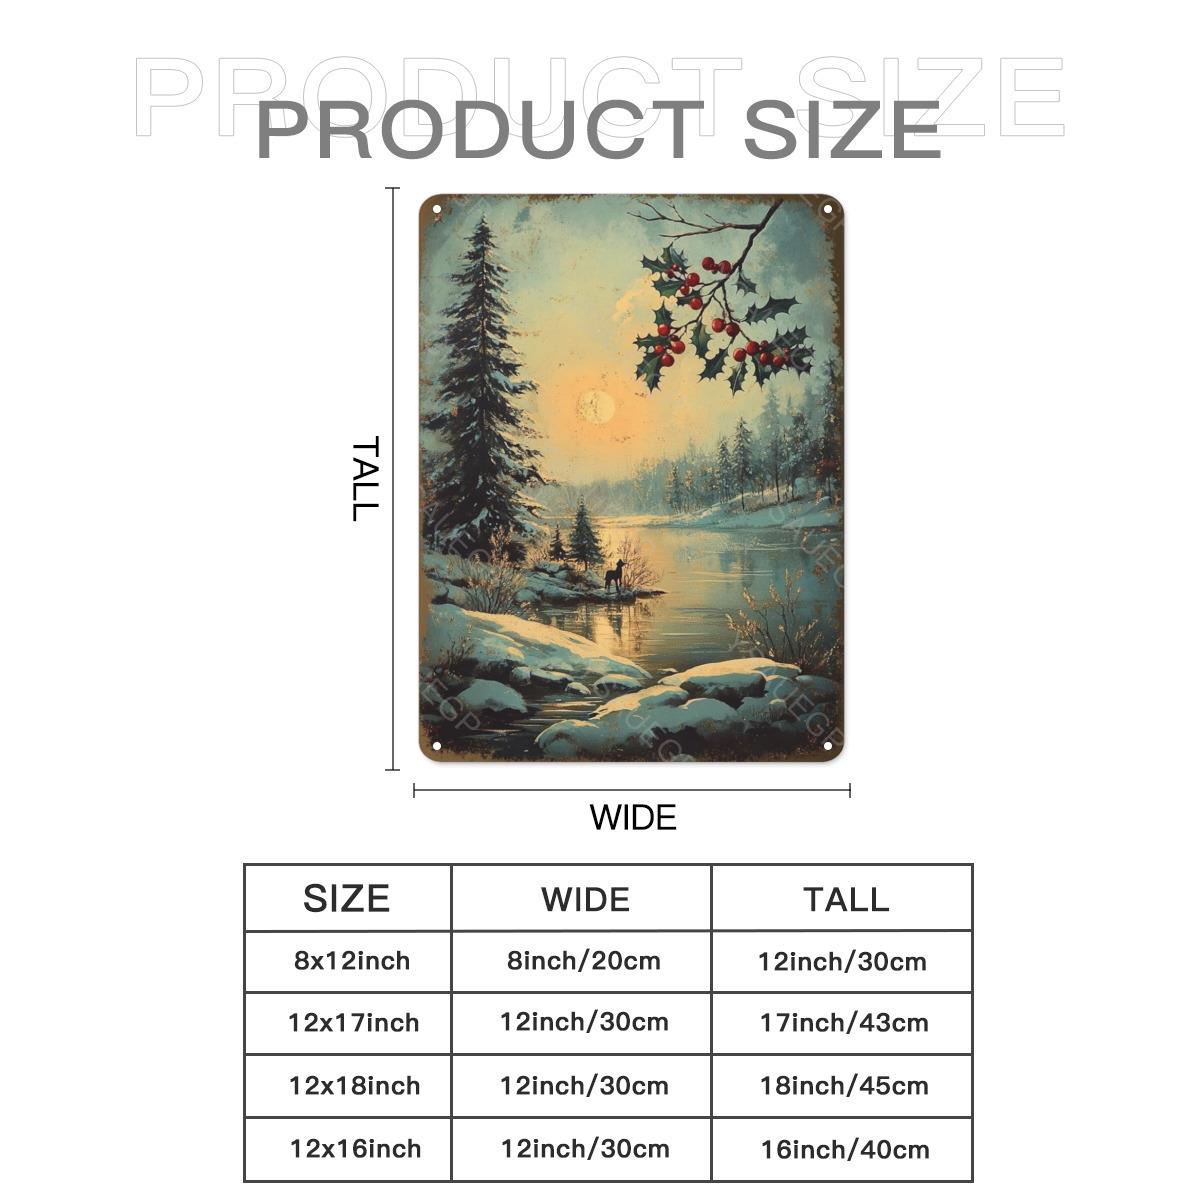 PRODUCT SIZE
PRODUCT SIZE
TALL
WIDE
SIZE WIDE TALL
8x12inch 8inch/20cm 12inch/30cm
12x17inch 12inch/30cm 17inch/43cm
12x18inch 12inch/30cm 18inch/45cm
12x16inch 12inch/30cm 16inch/40cm